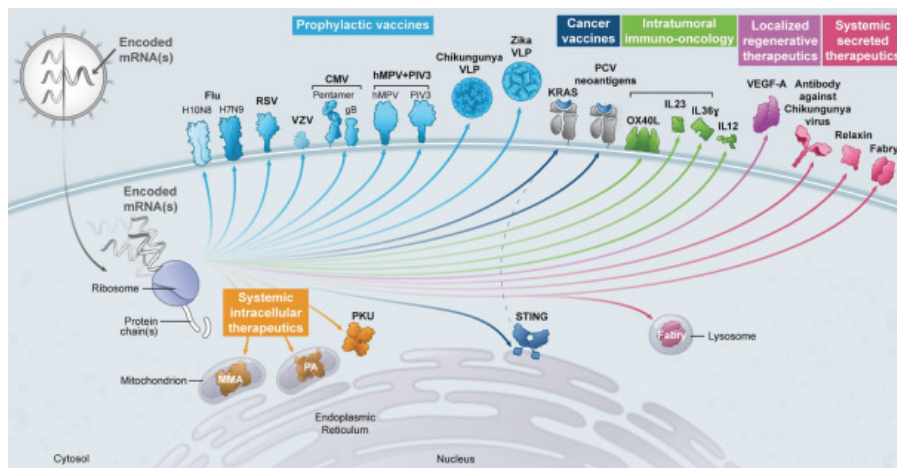 Encoded
mRNA(s)
Prophylactic vaccines
Cancer
vaccines
Intratumoral
immuno-oncology
Localized
regenerative
therapeutics
Systemic
secreted
therapeutics
Flu
H10N8
H7N9
RSV
VZV
CMV
Pentamer
gB
hMPV+PIV3
hMPV
PIV3
Chikungunya
VLP
Zika
VLP
KRAS
PCV
neoantigens
OX40L
IL23
IL36γ
IL12
VEGF-A
Antibody
against
Chikungunya
virus
Relaxin
Fabry
Encoded
mRNA(s)
Ribosome
Protein
chain(s)
Systemic
intracellular
therapeutics
PKU
STING
Fabry
Lysosome
Mitochondrion
MMA
PA
Endoplasmic
Reticulum
Cytosol
Nucleus